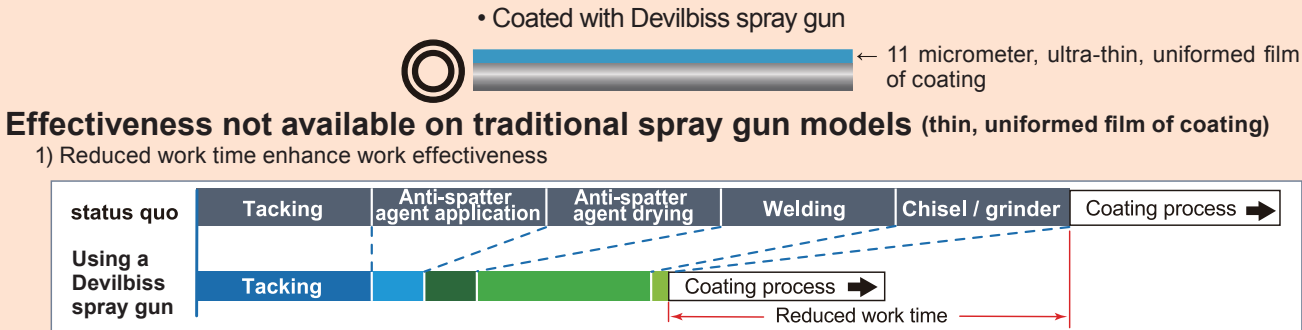 • Coated with Devilbiss spray gun
← 11 micrometer, ultra-thin, uniformed film
of coating
Effectiveness not available on traditional spray gun models (thin, uniformed film of coating)
1) Reduced work time enhance work effectiveness
status quo
Tacking
Anti-spatter
agent application
Anti-spatter
agent drying
Welding
Chisel / grinder
Coating process
Using a
Devilbiss
spray gun
Tacking
Coating process
Reduced work time